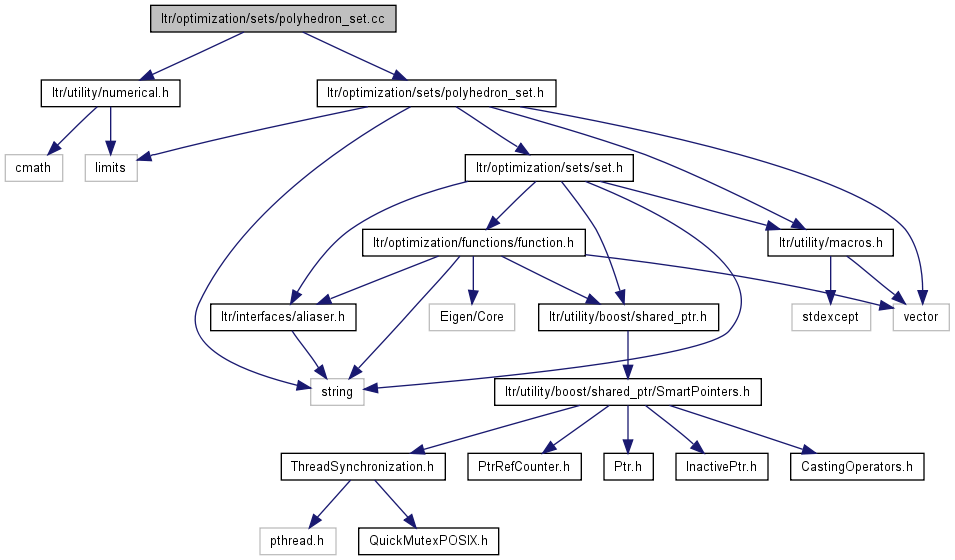 ltr/optimization/sets/polyhedron_set.cc
ltr/utility/numerical.h
ltr/optimization/sets/polyhedron_set.h
cmath
limits
ltr/optimization/sets/set.h
ltr/optimization/functions/function.h
ltr/utility/macros.h
ltr/interfaces/aliaser.h
Eigen/Core
ltr/utility/boost/shared_ptr.h
stdexcept
vector
string
ltr/utility/boost/shared_ptr/SmartPointers.h
ThreadSynchronization.h
PtrRefCounter.h
Ptr.h
InactivePtr.h
CastingOperators.h
pthread.h
QuickMutexPOSIX.h